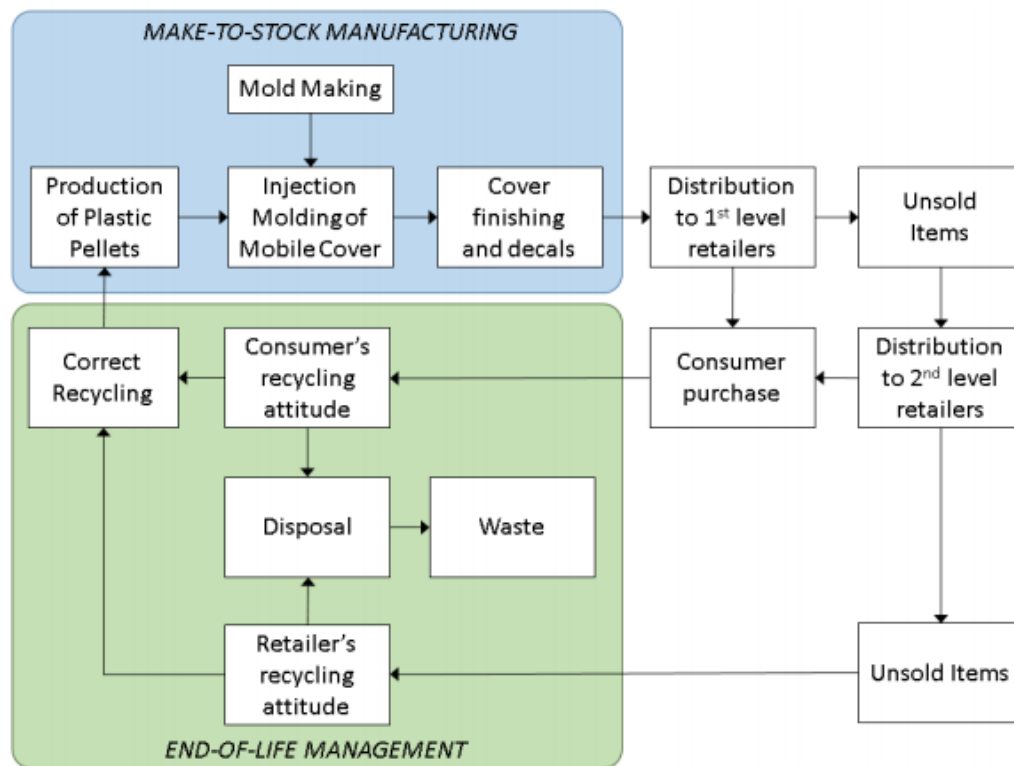 MAKE-TO-STOCK MANUFACTURING
Mold Making
Production
of Plastic
Pellets
Injection
Molding of
Mobile Cover
Cover
finishing
and decals
Distribution
to 1st level
retailers
Unsold
Items
Correct
Recycling
Consumer's
recycling
attitude
Consumer
purchase
Distribution
to 2nd level
retailers
Disposal
Waste
Retailer's
recycling
attitude
Unsold Items
END-OF-LIFE MANAGEMENT